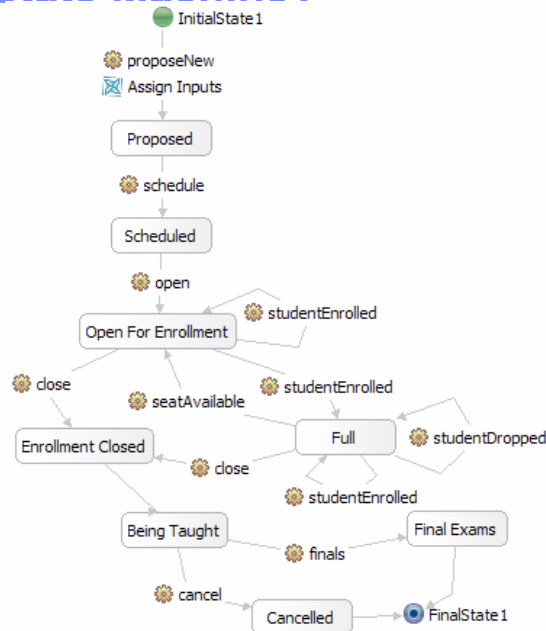 InitialState1
proposeNew
Assign Inputs
Proposed
schedule
Scheduled
open
studentEnrolled
Open For Enrollment
close
studentEnrolled
seatAvailable
Enrollment Closed
Full
studentDropped
close
studentEnrolled
Being Taught
Final Exams
finals
cancel
Cancelled
FinalState1